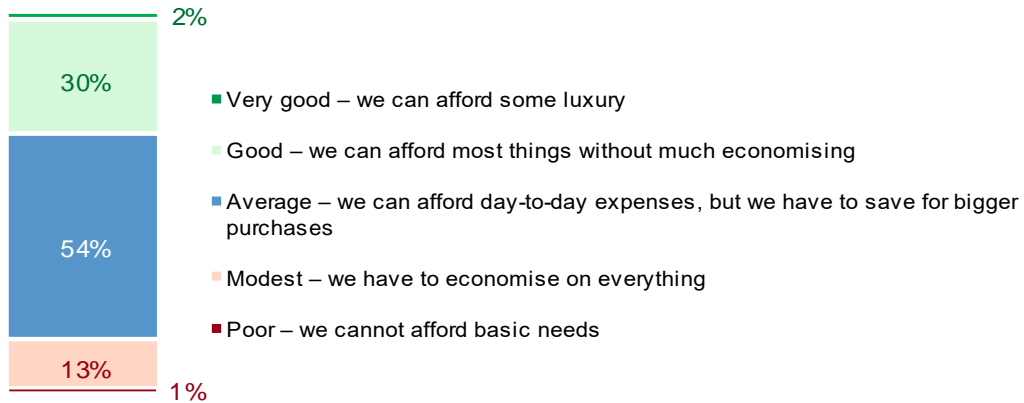 2%
30%
Very good – we can afford some luxury
Good – we can afford most things without much economising
Average – we can afford day-to-day expenses, but we have to save for bigger
purchases
54%
Modest – we have to economise on everything
Poor – we cannot afford basic needs
13%
1%